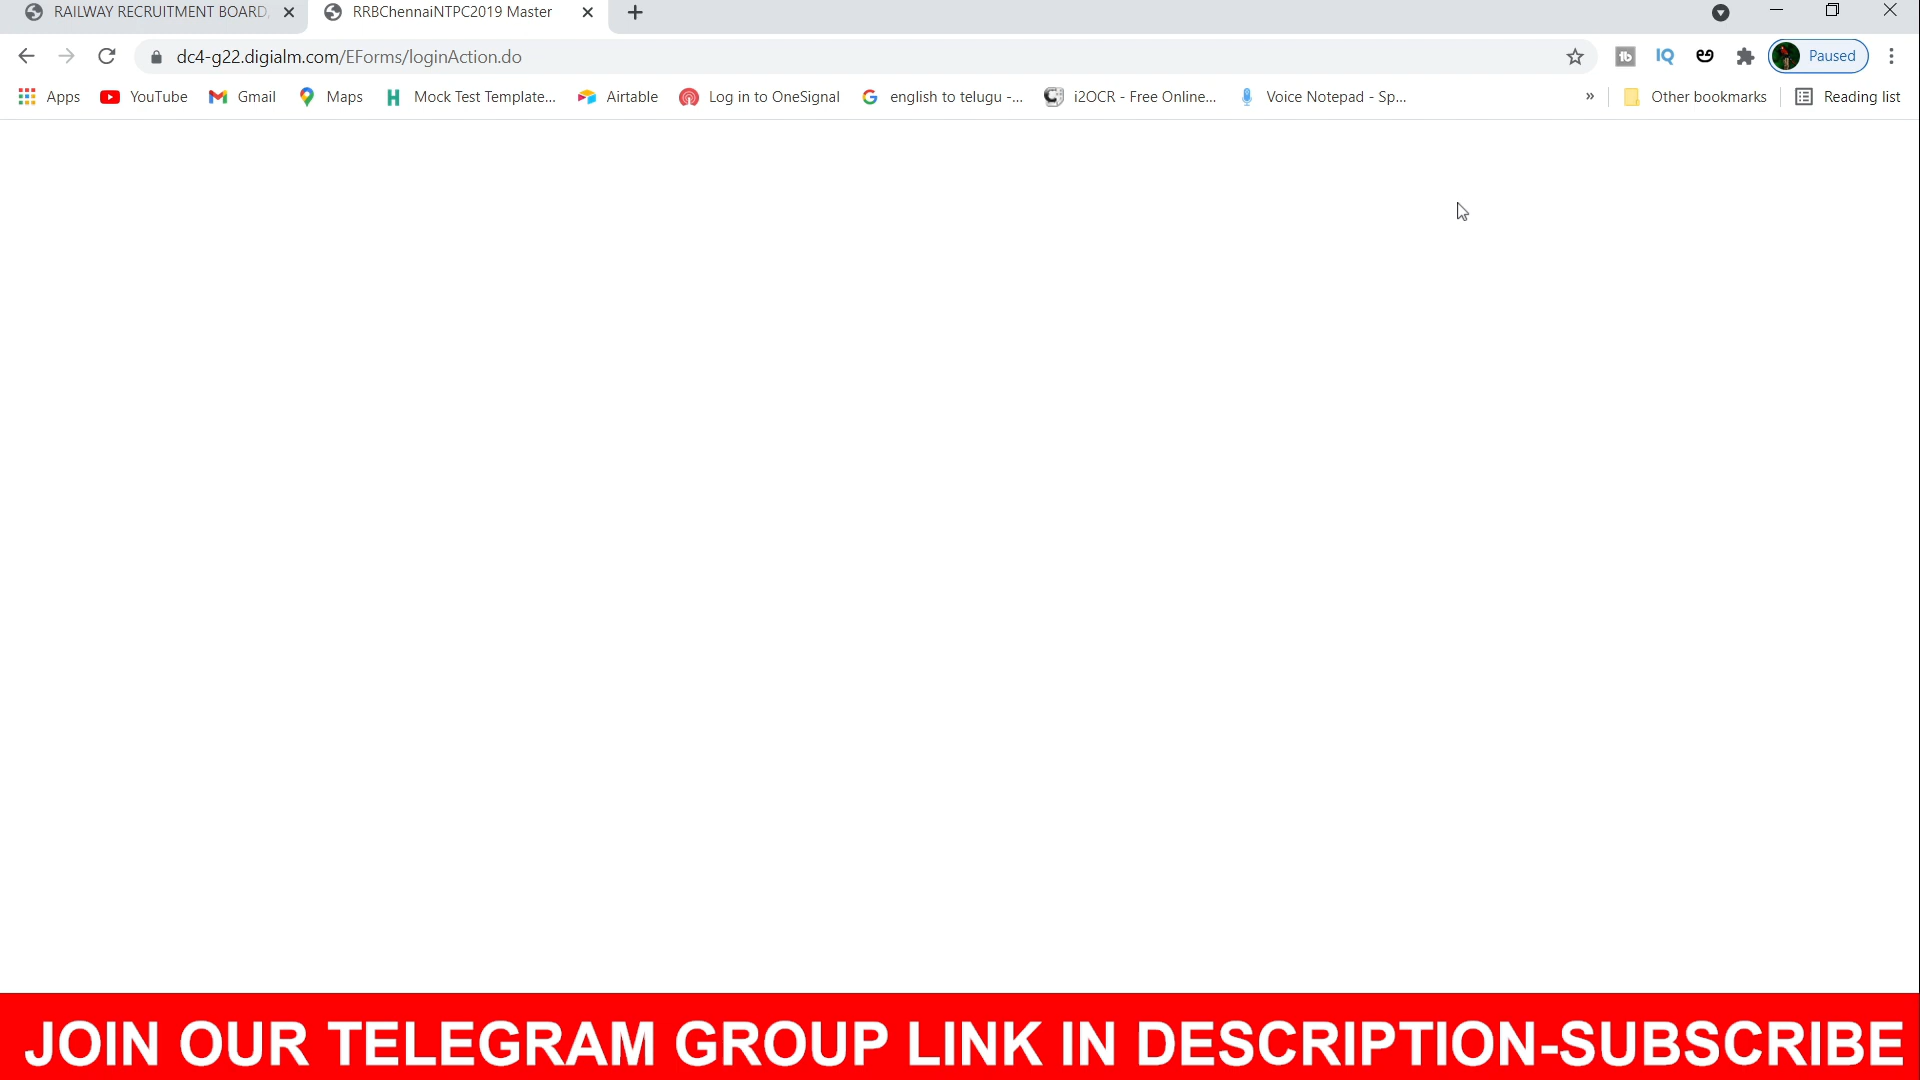 RAILWAY RECRUITMENT BOARD, RRBChennaiNTPC2019 Master
dc4-g22.digialm.com/EForms/loginAction.do Paused
Apps YouTube Gmail Maps Mock Test Template... Airtable Log in to OneSignal english to telugu -... i2OCR - Free Online... Voice Notepad - Sp... » Other bookmarks Reading list
JOIN OUR TELEGRAM GROUP LINK IN DESCRIPTION-SUBSCRIBE